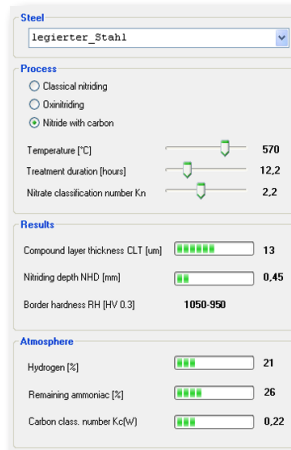 Steel
legierter_Stahl
Process
Classical nitriding
Oxinitriding
Nitride with carbon
Temperature [°C] 570
Treatment duration [hours] 12,2
Nitrate classification number Kn 2,2
Results
Compound layer thickness CLT [um] 13
Nitriding depth NHD [mm] 0,45
Border hardness RH [HV 0.3] 1050-950
Atmosphere
Hydrogen [%] 21
Remaining ammoniac [%] 26
Carbon class. number Kc(W) 0,22